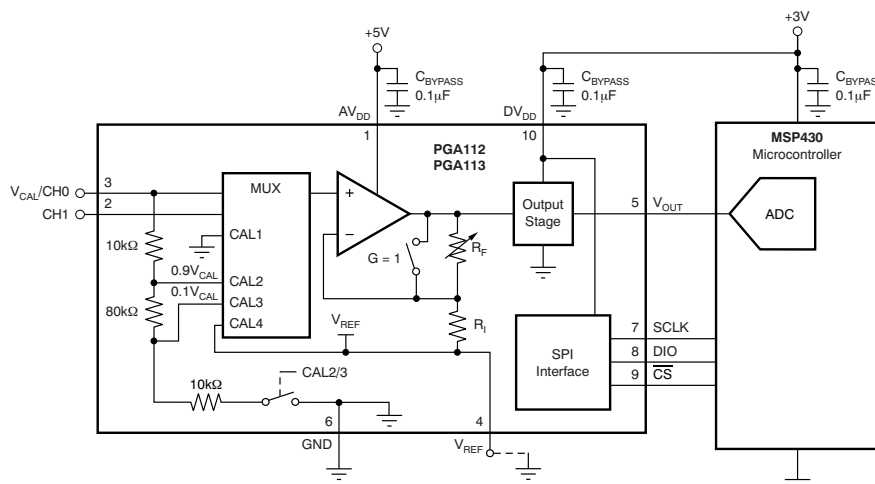 +3V
+5V
CBYPASS
0.1µF
CBYPASS
0.1µF
CBYPASS
0.1µF
AVDD
DVDD
1
10
PGA112
PGA113
MSP430
Microcontroller
VCAL/CH0
3
MUX
+
CH1
2
Output
Stage
5
VOUT
ADC
CAL1
−
10kΩ
G = 1
RF
0.9VCAL
CAL2
0.1VCAL
CAL3
80kΩ
CAL4
VREF
RI
7
SCLK
SPI
Interface
8
DIO
10kΩ
CAL2/3
9
CS
6
4
GND
VREF